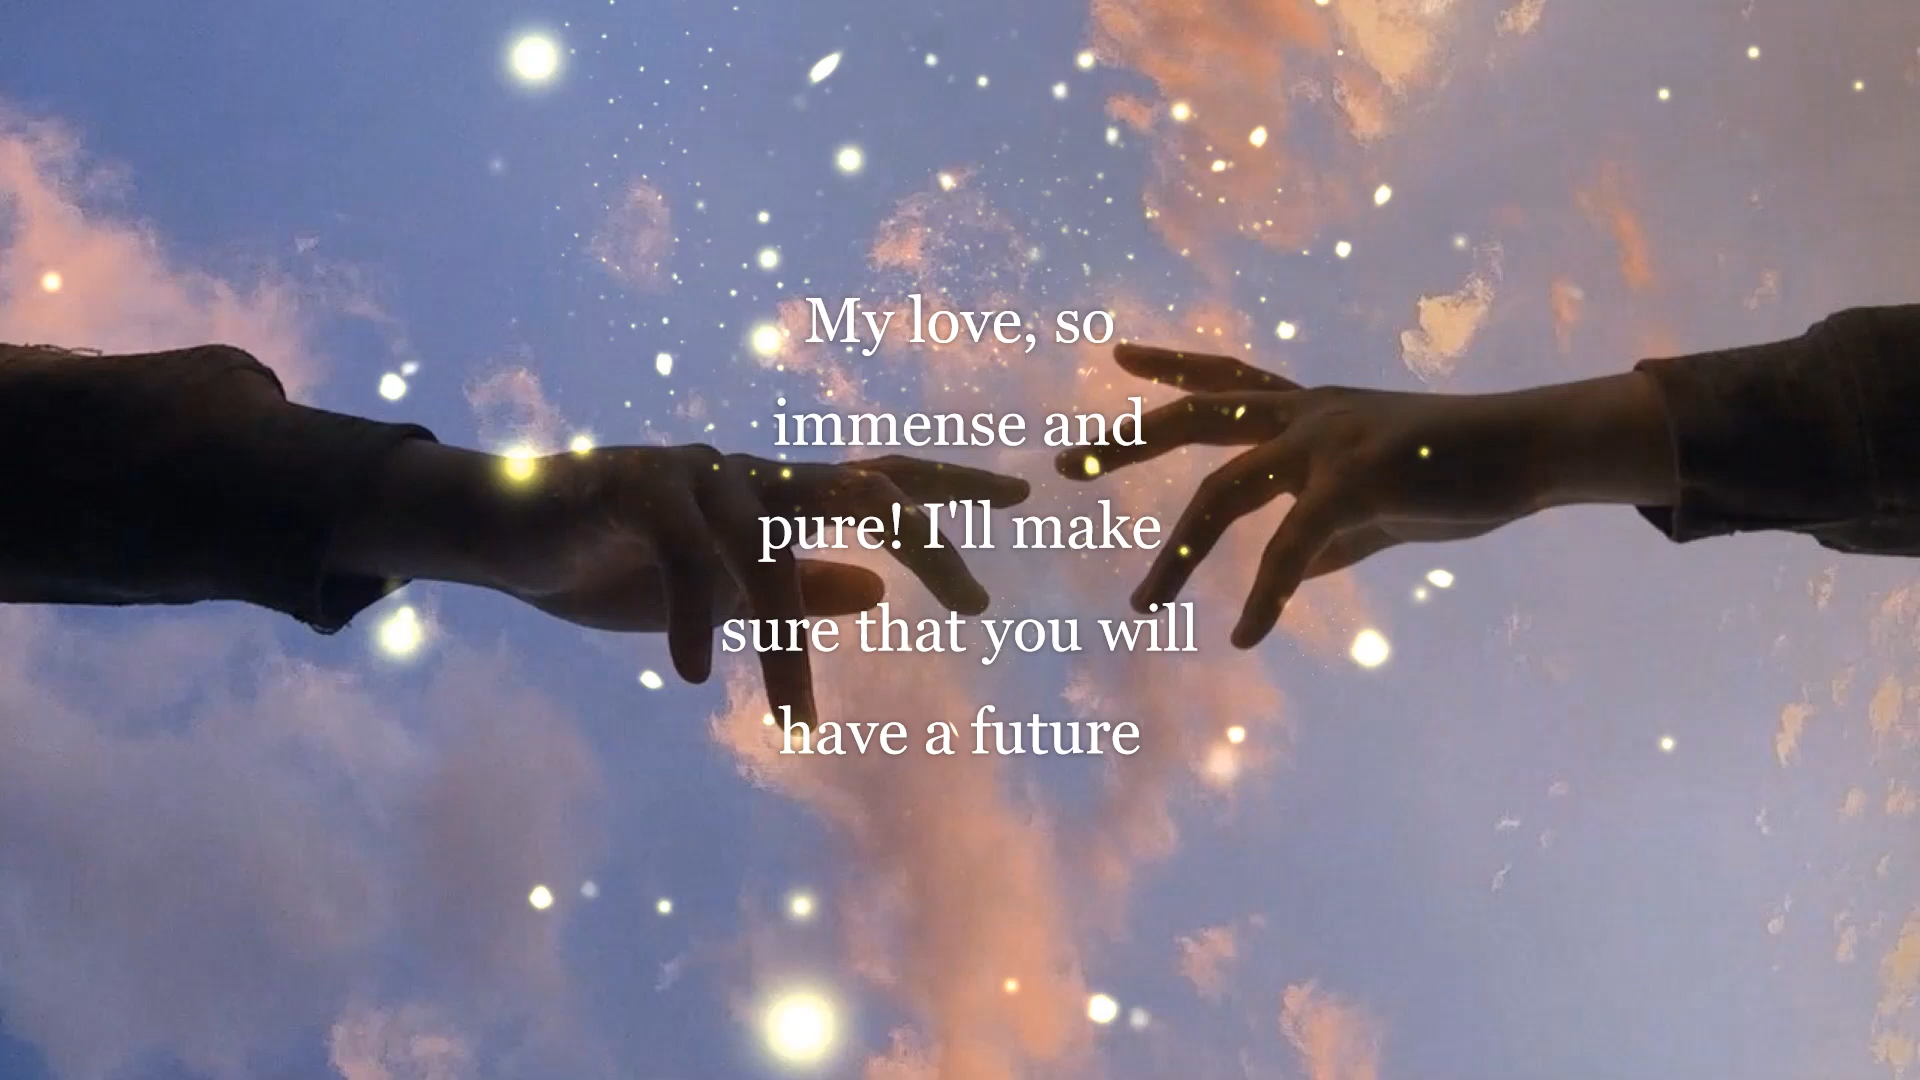 My love, so
immense and
pure! I'll make
sure that you will
have a future